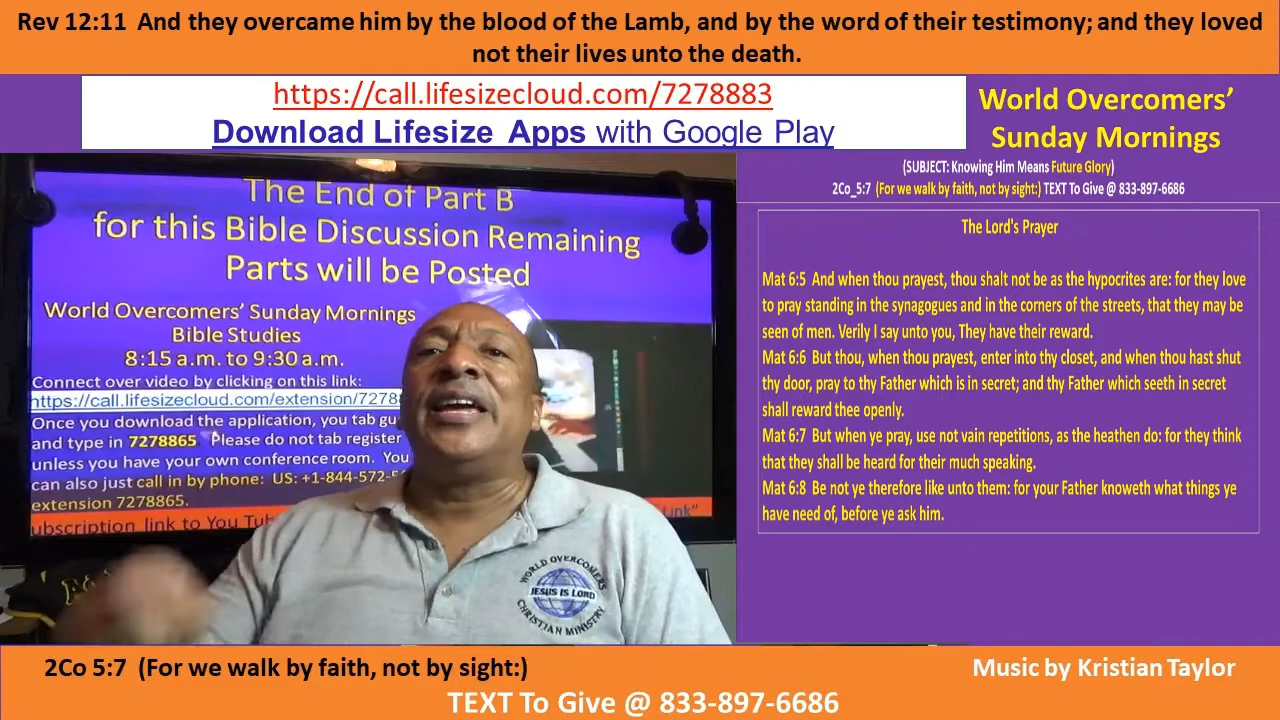 Rev 12:11 And they overcame him by the blood of the Lamb, and by the word of their testimony; and they loved
not their lives unto the death.
https://call.lifesizecloud.com/7278883
Download Lifesize Apps with Google Play
World Overcomers'
Sunday Mornings
(SUBJECT: Knowing Him Means Future Glory)
2Co_5:7 (For we walk by faith, not by sight:) TEXT To Give @ 833-897-6686
The End of Part B
for this Bible Discussion Remaining
Parts will be Posted
World Overcomers' Sunday Mornings
Bible Studies
8:15 a.m. to 9:30 a.m.
Connect over video by clicking on this link:
https://call.lifesizecloud.com/extension/7278
Once you download the application, you tab gu
and type in 7278865 Please do not tab register
unless you have your own conference room. You
can also just call in by phone: US: +1-844-572-5
extension 7278865.
ubscription link to You Tub
Link"
WORLD OVERCOMERS
JESUS IS LORD
CHRISTIAN MINISTRY
The Lord's Prayer
Mat 6:5 And when thou prayest, thou shalt not be as the hypocrites are: for they love
to pray standing in the synagogues and in the corners of the streets, that they may be
seen of men. Verily I say unto you, They have their reward.
Mat 6:6 But thou, when thou prayest, enter into thy closet, and when thou hast shut
thy door, pray to thy Father which is in secret; and thy Father which seeth in secret
shall reward thee openly.
Mat 6:7 But when ye pray, use not vain repetitions, as the heathen do: for they think
that they shall be heard for their much speaking.
Mat 6:8 Be not ye therefore like unto them: for your Father knoweth what things ye
have need of, before ye ask him.
2Co 5:7 (For we walk by faith, not by sight:)
Music by Kristian Taylor
TEXT To Give @ 833-897-6686